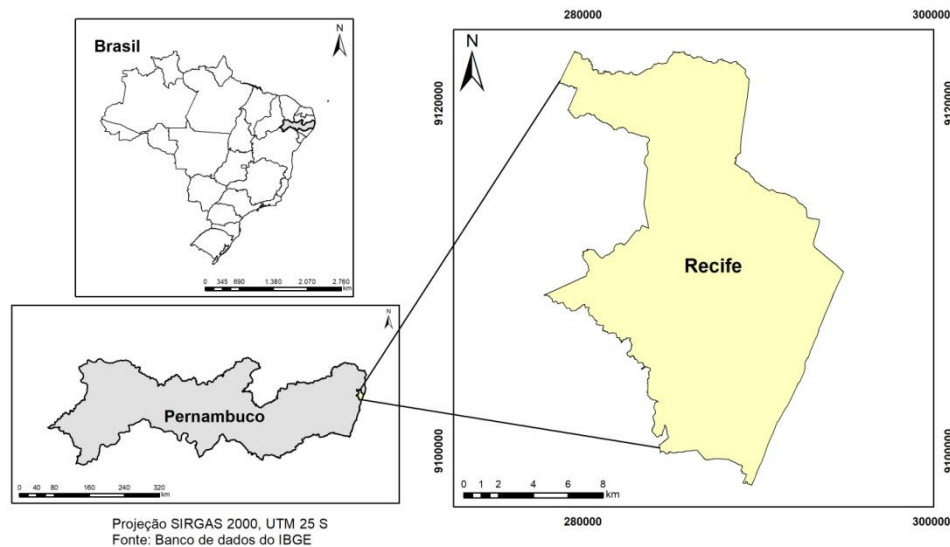 Brasil
N
0 345 690 1.380 2.070 2.760
km
N
Pernambuco
0 40 80 160 240 320
km
Projeção SIRGAS 2000, UTM 25 S
Fonte: Banco de dados do IBGE
280000 300000
N
9120000 9120000
Recife
9100000 9100000
0 1 2 4 6 8
km
280000 300000